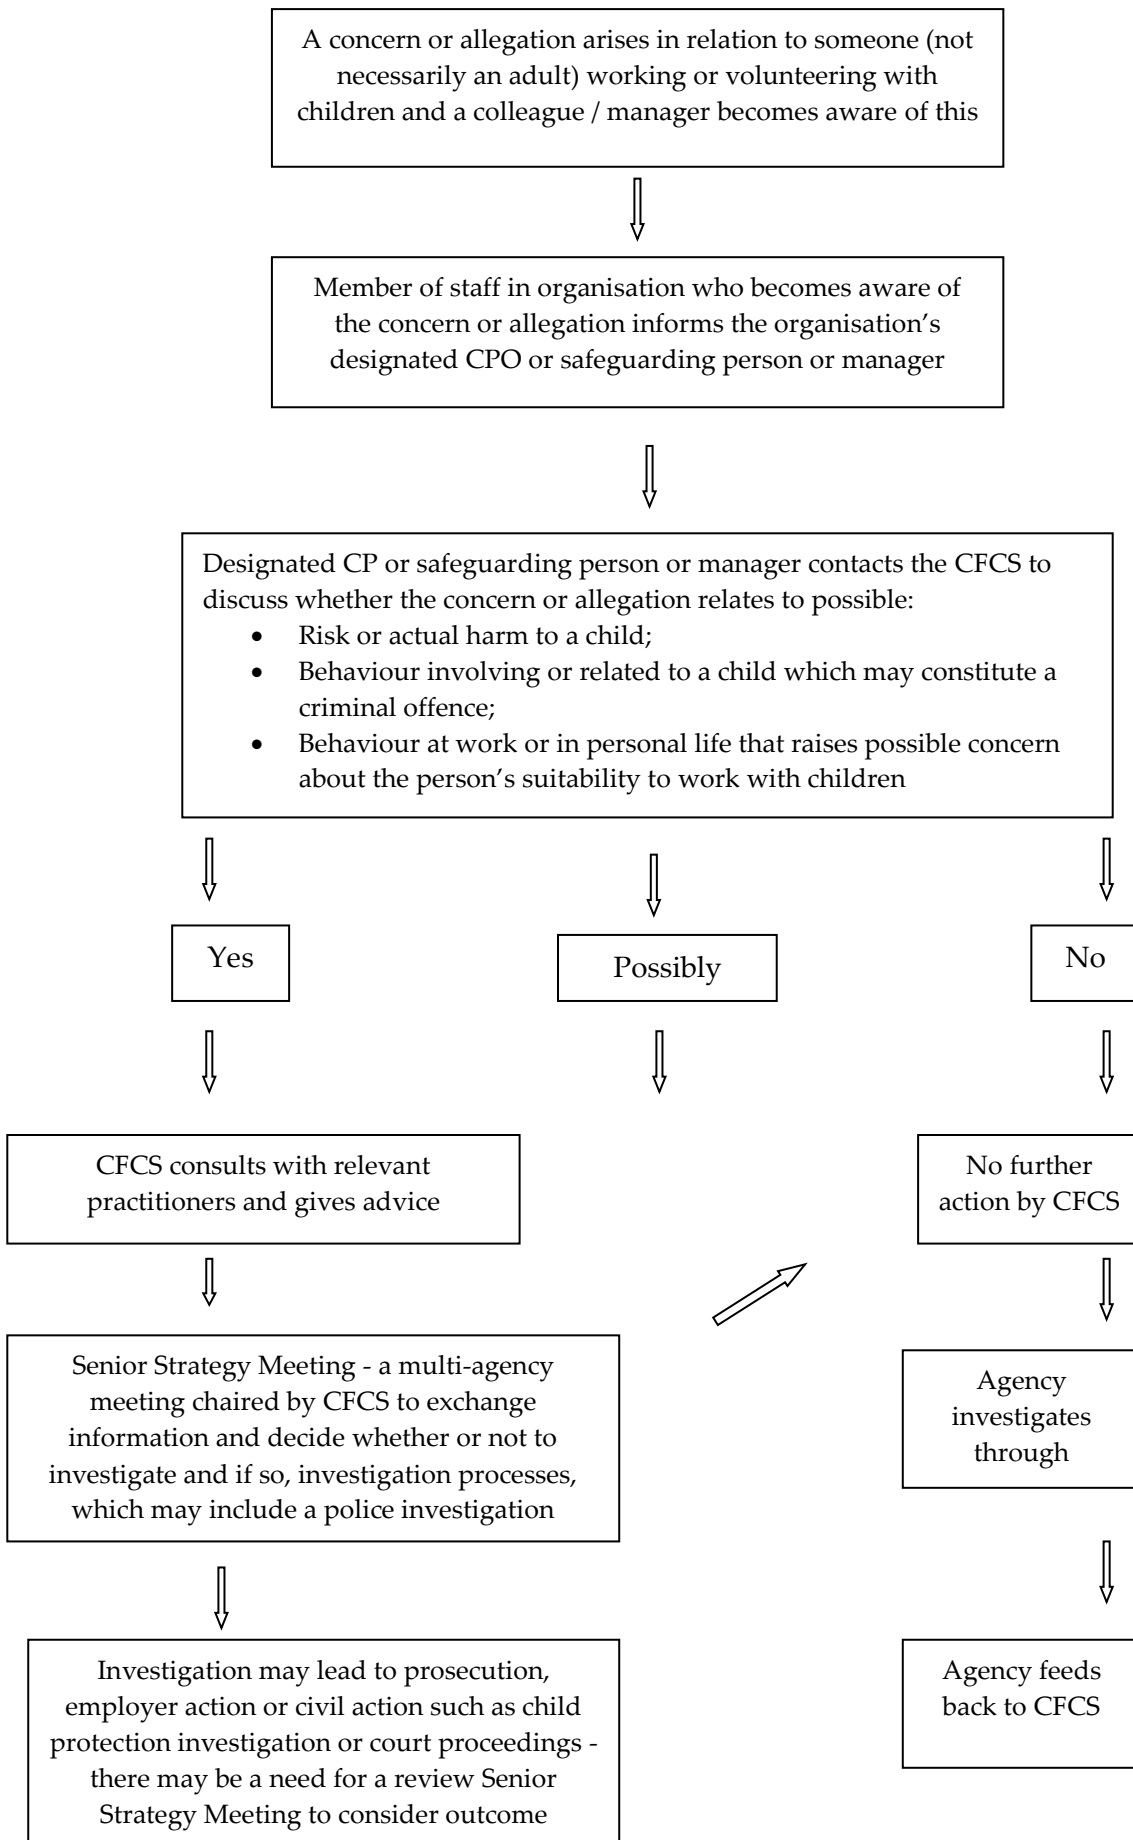 A concern or allegation arises in relation to someone (not
necessarily an adult) working or volunteering with
children and a colleague / manager becomes aware of this
Member of staff in organisation who becomes aware of
the concern or allegation informs the organisation’s
designated CPO or safeguarding person or manager
Designated CP or safeguarding person or manager contacts the CFCS to
discuss whether the concern or allegation relates to possible:
• Risk or actual harm to a child;
• Behaviour involving or related to a child which may constitute a
criminal offence;
• Behaviour at work or in personal life that raises possible concern
about the person’s suitability to work with children
Yes
Possibly
No
CFCS consults with relevant
practitioners and gives advice
No further
action by CFCS
Senior Strategy Meeting - a multi-agency
meeting chaired by CFCS to exchange
information and decide whether or not to
investigate and if so, investigation processes,
which may include a police investigation
Agency
investigates
through
Investigation may lead to prosecution,
employer action or civil action such as child
protection investigation or court proceedings -
there may be a need for a review Senior
Strategy Meeting to consider outcome
Agency feeds
back to CFCS